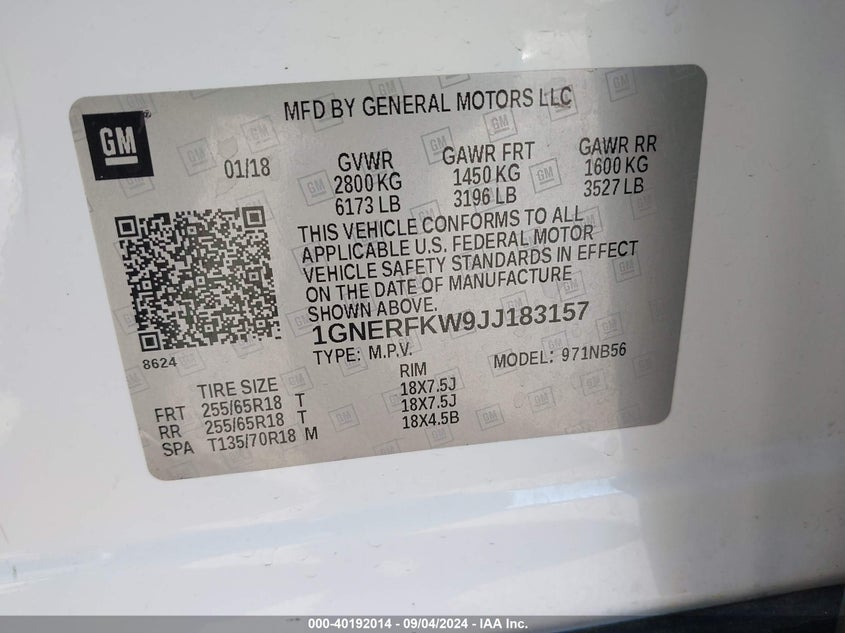 MFD BY GENERAL MOTORS LLC
GM
01/18
GVWR
2800 KG
6173 LB
GAWR FRT
1450 KG
3196 LB
GAWR RR
1600 KG
3527 LB
THIS VEHICLE CONFORMS TO ALL
APPLICABLE U.S. FEDERAL MOTOR
VEHICLE SAFETY STANDARDS IN EFFECT
ON THE DATE OF MANUFACTURE
SHOWN ABOVE.
1GNERFKW9JJ183157
8624
TYPE: M.P.V.
MODEL: 971NB56
TIRE SIZE RIM
FRT 255/65R18 T 18X7.5J
RR 255/65R18 T 18X7.5J
SPA T135/70R18 M 18X4.5B
000-40192014 - 09/04/2024 - IAA Inc.